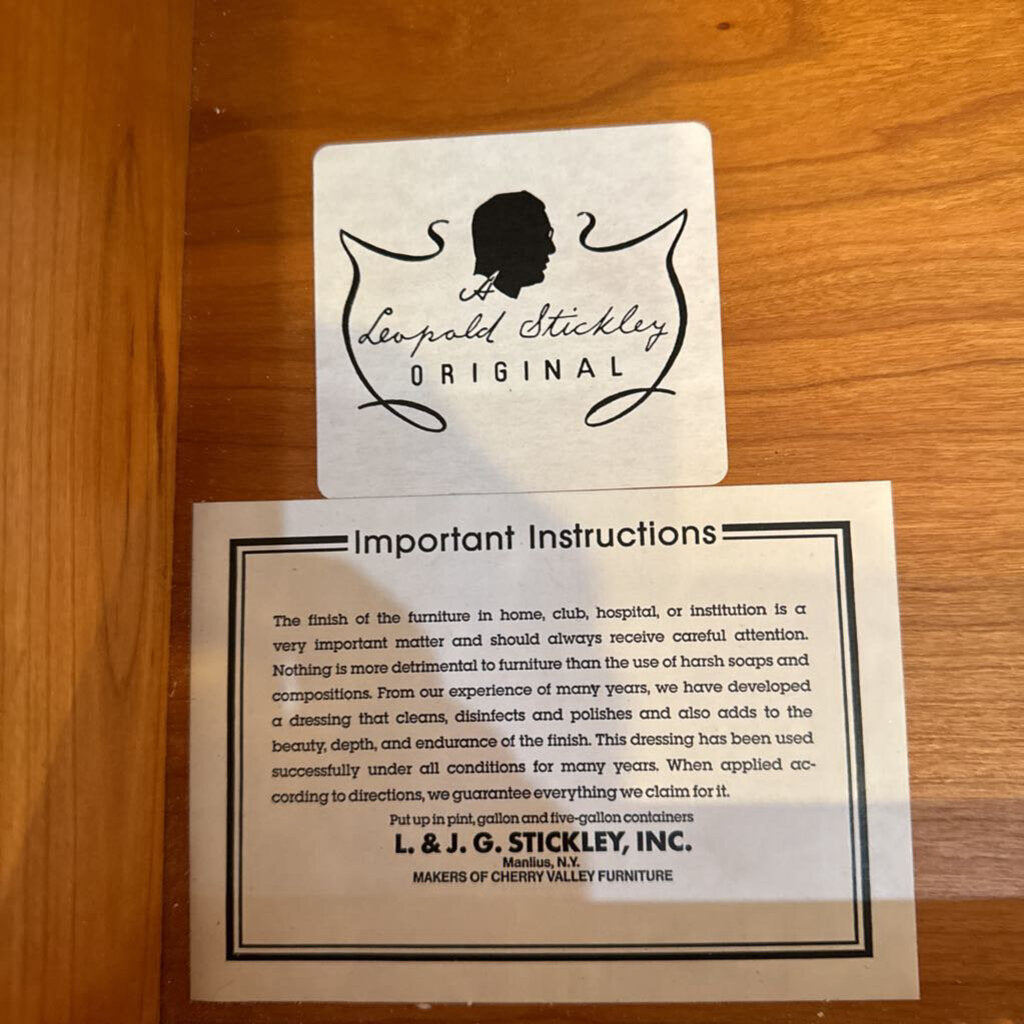 A
Leopold Stickley
ORIGINAL
Important Instructions
The finish of the furniture in home, club, hospital, or institution is a
very important matter and should always receive careful attention.
Nothing is more detrimental to furniture than the use of harsh soaps and
compositions. From our experience of many years, we have developed
a dressing that cleans, disinfects and polishes and also adds to the
beauty, depth, and endurance of the finish. This dressing has been used
successfully under all conditions for many years. When applied ac-
cording to directions, we guarantee everything we claim for it.
Put up in pint, gallon and five-gallon containers
L. & J. G. STICKLEY, INC.
Manlius, N.Y.
MAKERS OF CHERRY VALLEY FURNITURE